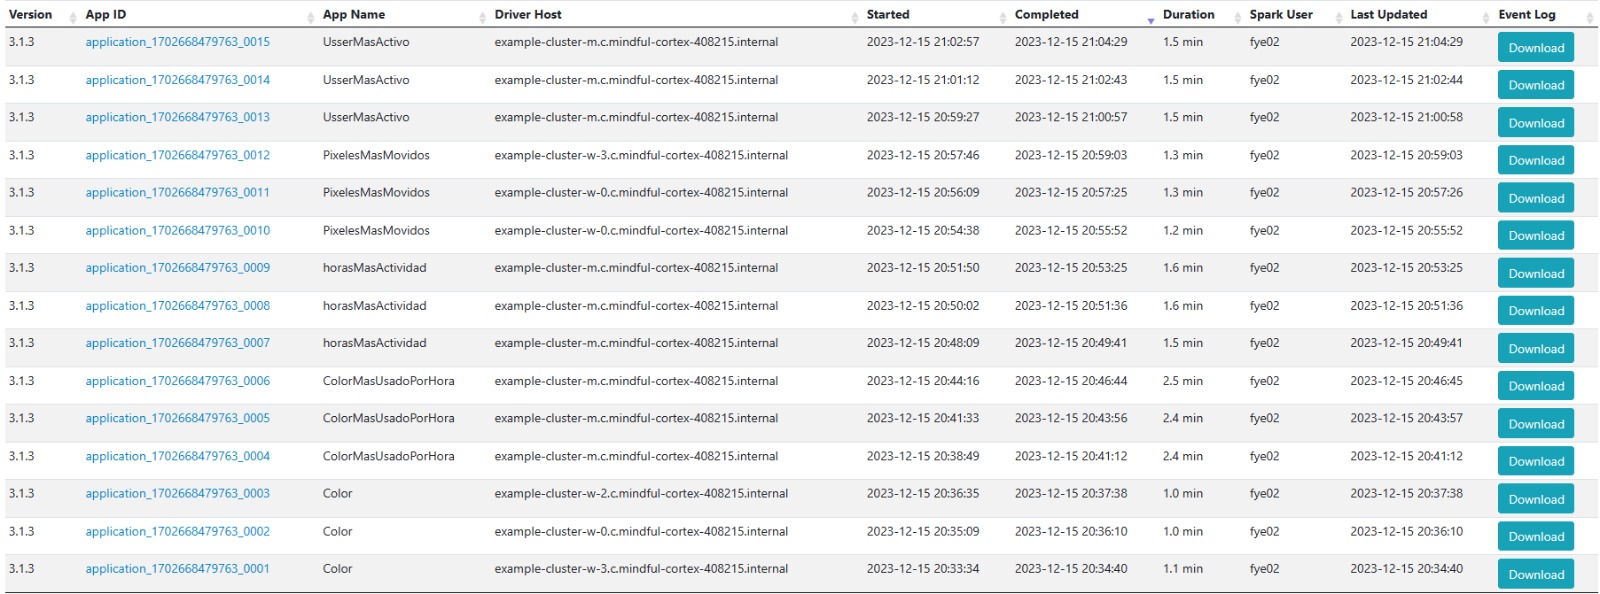 Version App ID App Name Driver Host Started Completed Duration Spark User Last Updated Event Log
3.1.3 application_1702668479763_0015 UsserMasActivo example-cluster-m.c.mindful-cortex-408215.internal 2023-12-15 21:02:57 2023-12-15 21:04:29 1.5 min fye02 2023-12-15 21:04:29 Download
3.1.3 application_1702668479763_0014 UsserMasActivo example-cluster-m.c.mindful-cortex-408215.internal 2023-12-15 21:01:12 2023-12-15 21:02:43 1.5 min fye02 2023-12-15 21:02:44 Download
3.1.3 application_1702668479763_0013 UsserMasActivo example-cluster-m.c.mindful-cortex-408215.internal 2023-12-15 20:59:27 2023-12-15 21:00:57 1.5 min fye02 2023-12-15 21:00:58 Download
3.1.3 application_1702668479763_0012 PixelesMasMovidos example-cluster-w-3.c.mindful-cortex-408215.internal 2023-12-15 20:57:46 2023-12-15 20:59:03 1.3 min fye02 2023-12-15 20:59:03 Download
3.1.3 application_1702668479763_0011 PixelesMasMovidos example-cluster-w-0.c.mindful-cortex-408215.internal 2023-12-15 20:56:09 2023-12-15 20:57:25 1.3 min fye02 2023-12-15 20:57:26 Download
3.1.3 application_1702668479763_0010 PixelesMasMovidos example-cluster-w-0.c.mindful-cortex-408215.internal 2023-12-15 20:54:38 2023-12-15 20:55:52 1.2 min fye02 2023-12-15 20:55:52 Download
3.1.3 application_1702668479763_0009 horasMasActividad example-cluster-m.c.mindful-cortex-408215.internal 2023-12-15 20:51:50 2023-12-15 20:53:25 1.6 min fye02 2023-12-15 20:53:25 Download
3.1.3 application_1702668479763_0008 horasMasActividad example-cluster-m.c.mindful-cortex-408215.internal 2023-12-15 20:50:02 2023-12-15 20:51:36 1.6 min fye02 2023-12-15 20:51:36 Download
3.1.3 application_1702668479763_0007 horasMasActividad example-cluster-m.c.mindful-cortex-408215.internal 2023-12-15 20:48:09 2023-12-15 20:49:41 1.5 min fye02 2023-12-15 20:49:41 Download
3.1.3 application_1702668479763_0006 ColorMasUsadoPorHora example-cluster-m.c.mindful-cortex-408215.internal 2023-12-15 20:44:16 2023-12-15 20:46:44 2.5 min fye02 2023-12-15 20:46:45 Download
3.1.3 application_1702668479763_0005 ColorMasUsadoPorHora example-cluster-m.c.mindful-cortex-408215.internal 2023-12-15 20:41:33 2023-12-15 20:43:56 2.4 min fye02 2023-12-15 20:43:57 Download
3.1.3 application_1702668479763_0004 ColorMasUsadoPorHora example-cluster-m.c.mindful-cortex-408215.internal 2023-12-15 20:38:49 2023-12-15 20:41:12 2.4 min fye02 2023-12-15 20:41:12 Download
3.1.3 application_1702668479763_0003 Color example-cluster-w-2.c.mindful-cortex-408215.internal 2023-12-15 20:36:35 2023-12-15 20:37:38 1.0 min fye02 2023-12-15 20:37:38 Download
3.1.3 application_1702668479763_0002 Color example-cluster-w-0.c.mindful-cortex-408215.internal 2023-12-15 20:35:09 2023-12-15 20:36:10 1.0 min fye02 2023-12-15 20:36:10 Download
3.1.3 application_1702668479763_0001 Color example-cluster-w-3.c.mindful-cortex-408215.internal 2023-12-15 20:33:34 2023-12-15 20:34:40 1.1 min fye02 2023-12-15 20:34:40 Download